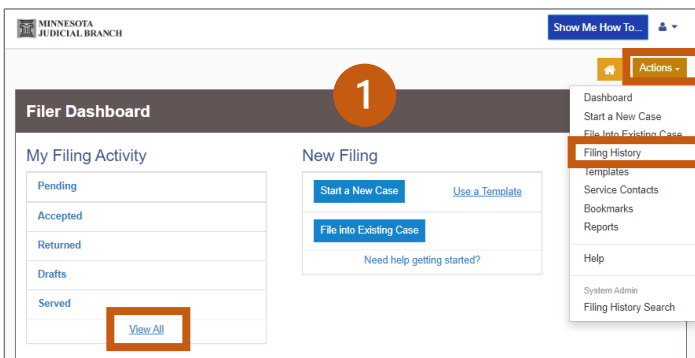 MINNESOTA
JUDICIAL BRANCH
Show Me How To...
Actions
1
Filer Dashboard
Dashboard
Start a New Case
File Into Existing Case
Filing History
Templates
Service Contacts
Bookmarks
Reports
Help
System Admin
Filing History Search
My Filing Activity
Pending
Accepted
Returned
Drafts
Served
View All
New Filing
Start a New Case
Use a Template
File into Existing Case
Need help getting started?